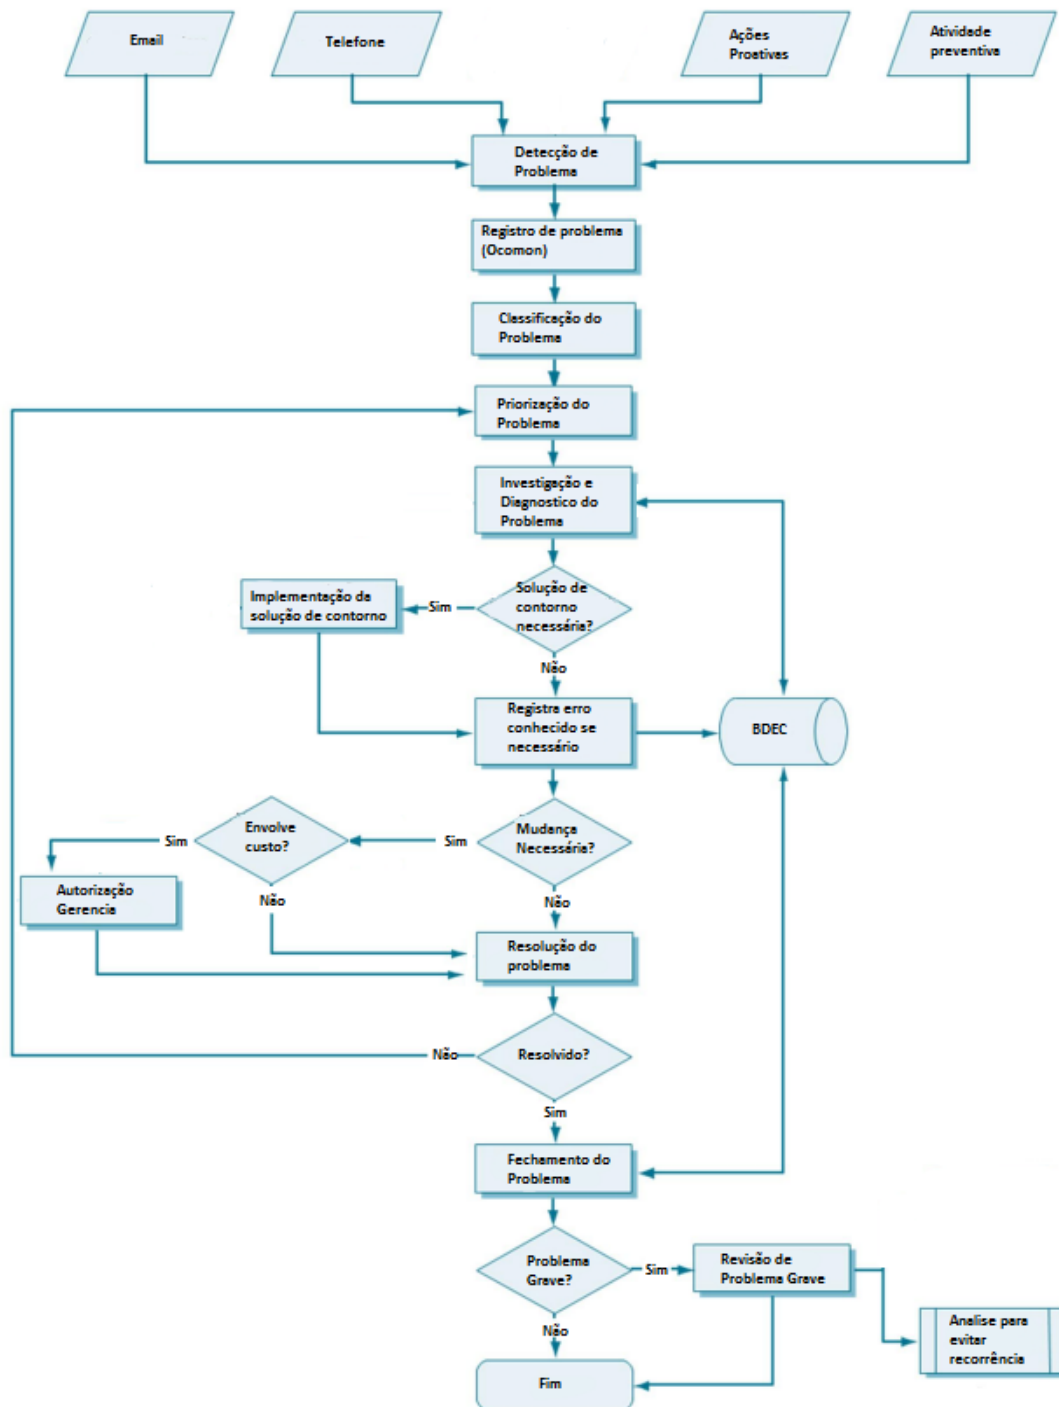 Email
Telefone
Ações
Proativas
Atividade
preventiva
Detecção de
Problema
Registro de problema
(Ocomon)
Classificação do
Problema
Priorização do
Problema
Investigação e
Diagnostico do
Problema
Solução de
contorno
necessária?
Sim
Implementação da
solução de contorno
Não
Registra erro
conhecido se
necessário
BDEC
Mudança
Necessária?
Sim
Envolve
custo?
Sim
Autorização
Gerencia
Não
Não
Resolução do
problema
Resolvido?
Não
Sim
Fechamento do
Problema
Problema
Grave?
Sim
Revisão de
Problema Grave
Analise para
evitar
recorrência
Não
Fim